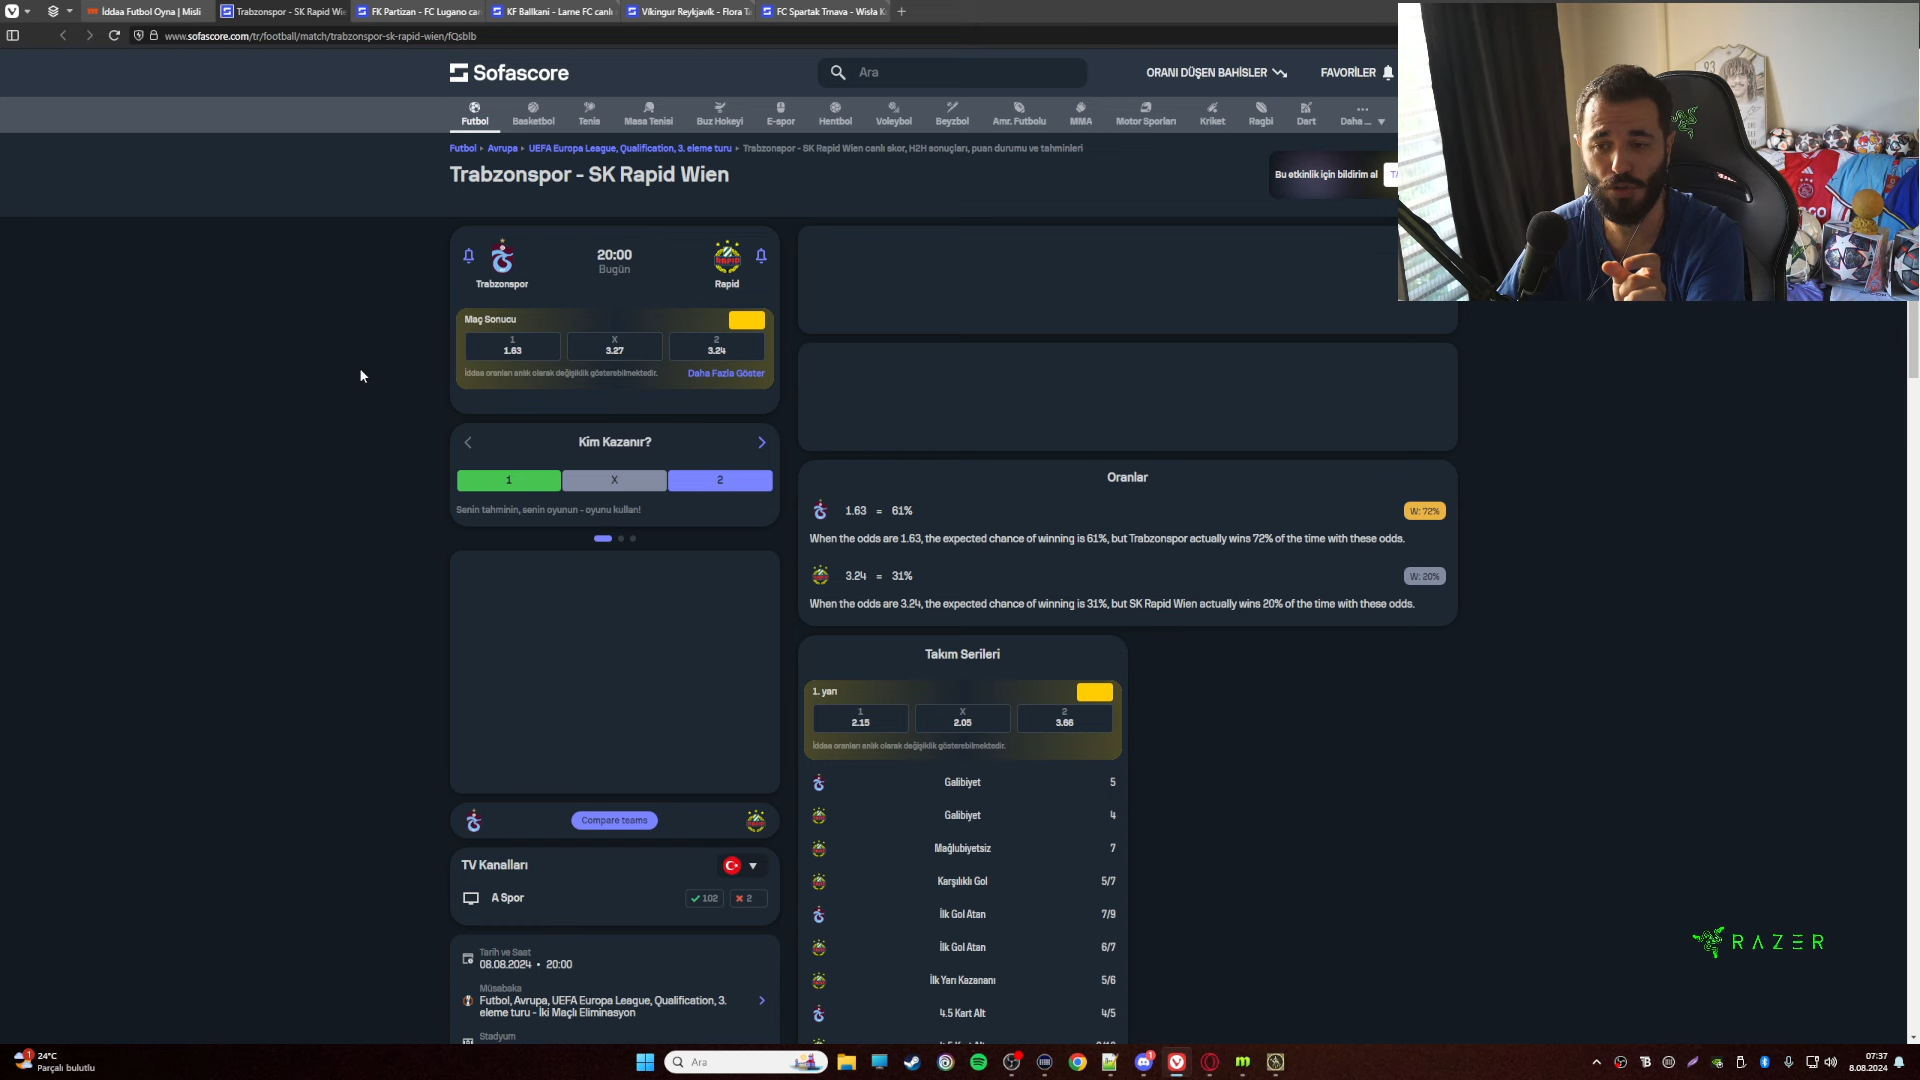 İddaa Futbol Oyna | Misli
Trabzonspor - SK Rapid Wie
FK Partizan - FC Lugano ca
KF Ballkani - Larne FC canlı
Víkingur Reykjavík - Flora Ta
FC Spartak Trnava - Wisła K
www.sofascore.com/tr/football/match/trabzonspor-sk-rapid-wien/fQsblb
Sofascore
Ara
ORANI DÜŞEN BAHİSLER
FAVORİLER
Futbol
Basketbol
Tenis
Masa Tenisi
Buz Hokeyi
E-spor
Hentbol
Voleybol
Beyzbol
Amr. Futbolu
MMA
Motor Sporları
Kriket
Ragbi
Dart
Daha ...
Futbol
Avrupa
UEFA Europa League, Qualification, 3. eleme turu
Trabzonspor - SK Rapid Wien canlı skor, H2H sonuçları, puan durumu ve tahminleri
Trabzonspor - SK Rapid Wien
Bu etkinlik için bildirim al
20:00
Bugün
Trabzonspor
Rapid
Maç Sonucu
1
1.63
X
3.27
2
3.24
İddaa oranları anlık olarak değişiklik gösterebilmektedir.
Daha Fazla Göster
Kim Kazanır?
1
X
2
Senin tahminin, senin oyunun - oyunu kullan!
Compare teams
TV Kanalları
A Spor
102
2
Tarih ve Saat
08.08.2024 • 20:00
Müsabaka
Futbol, Avrupa, UEFA Europa League, Qualification, 3.
eleme turu - İki Maçlı Eliminasyon
Stadyum
Oranlar
1.63 = 61%
W: 72%
When the odds are 1.63, the expected chance of winning is 61%, but Trabzonspor actually wins 72% of the time with these odds.
3.24 = 31%
W: 20%
When the odds are 3.24, the expected chance of winning is 31%, but SK Rapid Wien actually wins 20% of the time with these odds.
Takım Serileri
1. yarı
1
2.15
X
2.05
2
3.66
İddaa oranları anlık olarak değişiklik gösterebilmektedir.
Galibiyet 5
Galibiyet 4
Mağlubiyetsiz 7
Karşılıklı Gol 5/7
İlk Gol Atan 7/9
İlk Gol Atan 6/7
İlk Yarı Kazananı 5/6
4.5 Kart Alt 4/5
93
RAZER
1
24°C
Parçalı bulutlu
Ara
1
07:37
8.08.2024